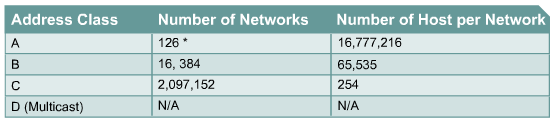 Address Class Number of Networks Number of Host per Network
A 126 * 16,777,216
B 16, 384 65,535
C 2,097,152 254
D (Multicast) N/A N/A